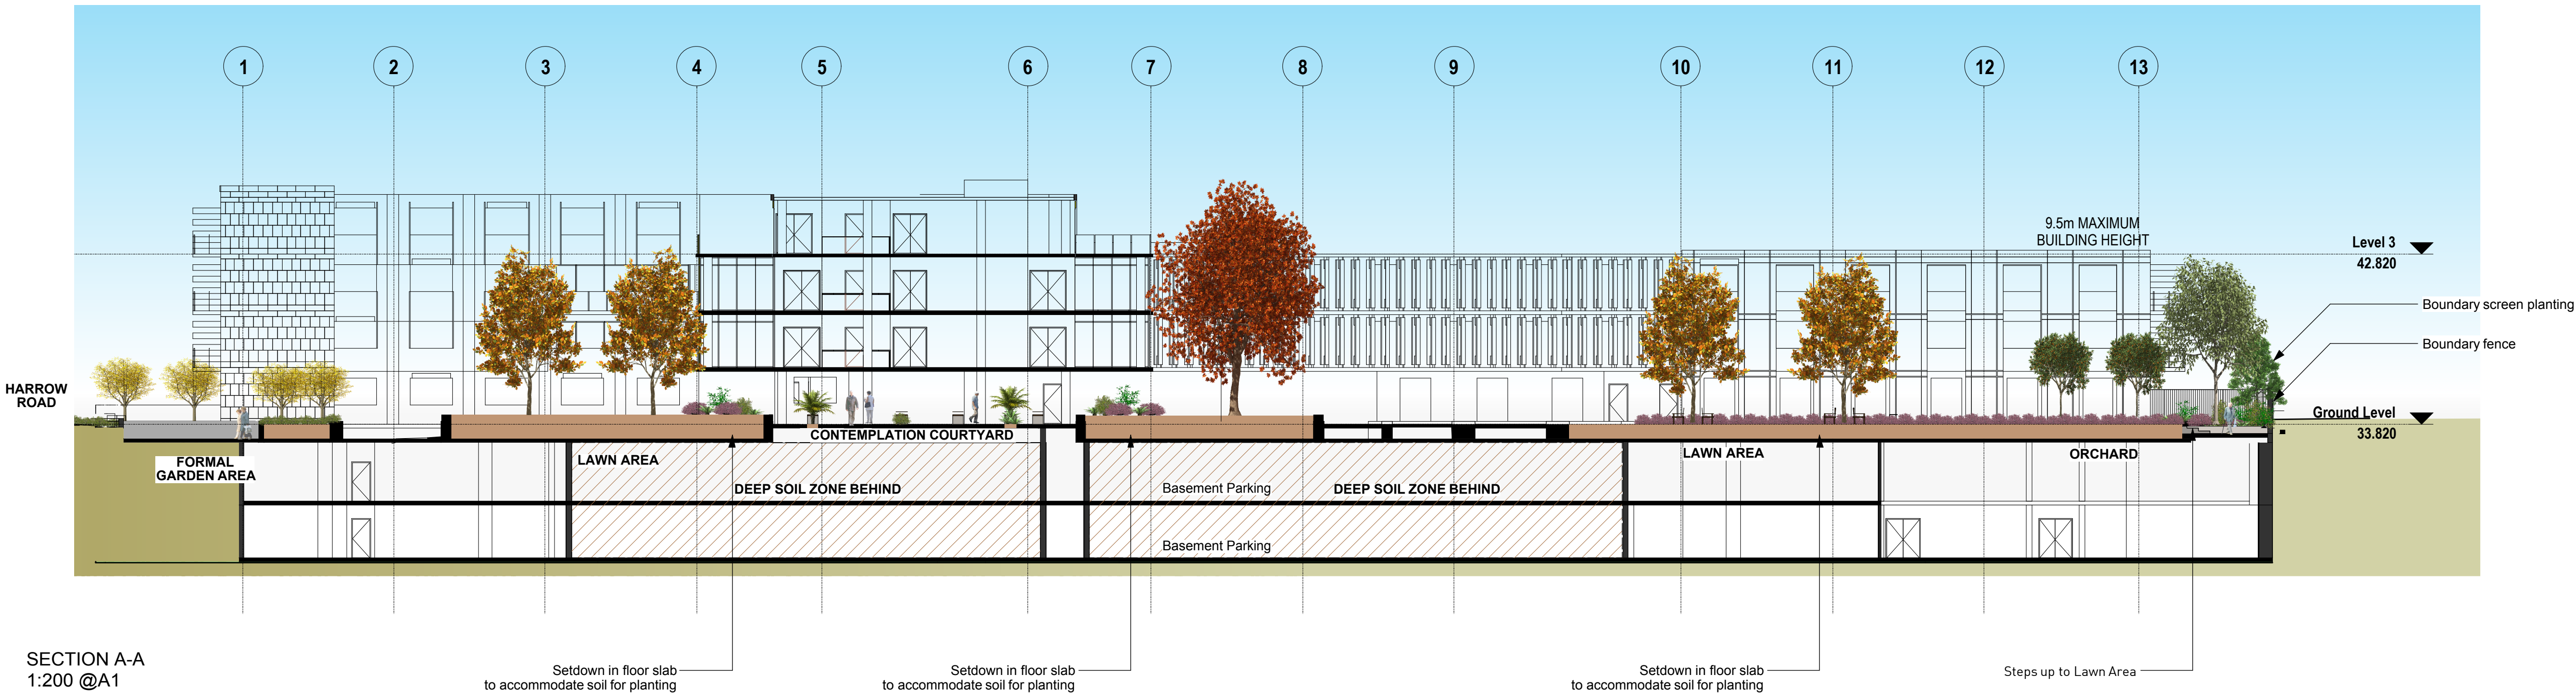 1
2
3
4
5
6
7
8
9
10
11
12
13
9.5m MAXIMUM
BUILDING HEIGHT
Level 3
42.820
Boundary screen planting
Boundary fence
HARROW
ROAD
Ground Level
33.820
CONTEMPLATION COURTYARD
FORMAL
GARDEN AREA
LAWN AREA
LAWN AREA
ORCHARD
DEEP SOIL ZONE BEHIND
Basement Parking
DEEP SOIL ZONE BEHIND
Basement Parking
SECTION A-A
1:200 @A1
Setdown in floor slab
to accommodate soil for planting
Setdown in floor slab
to accommodate soil for planting
Setdown in floor slab
to accommodate soil for planting
Steps up to Lawn Area